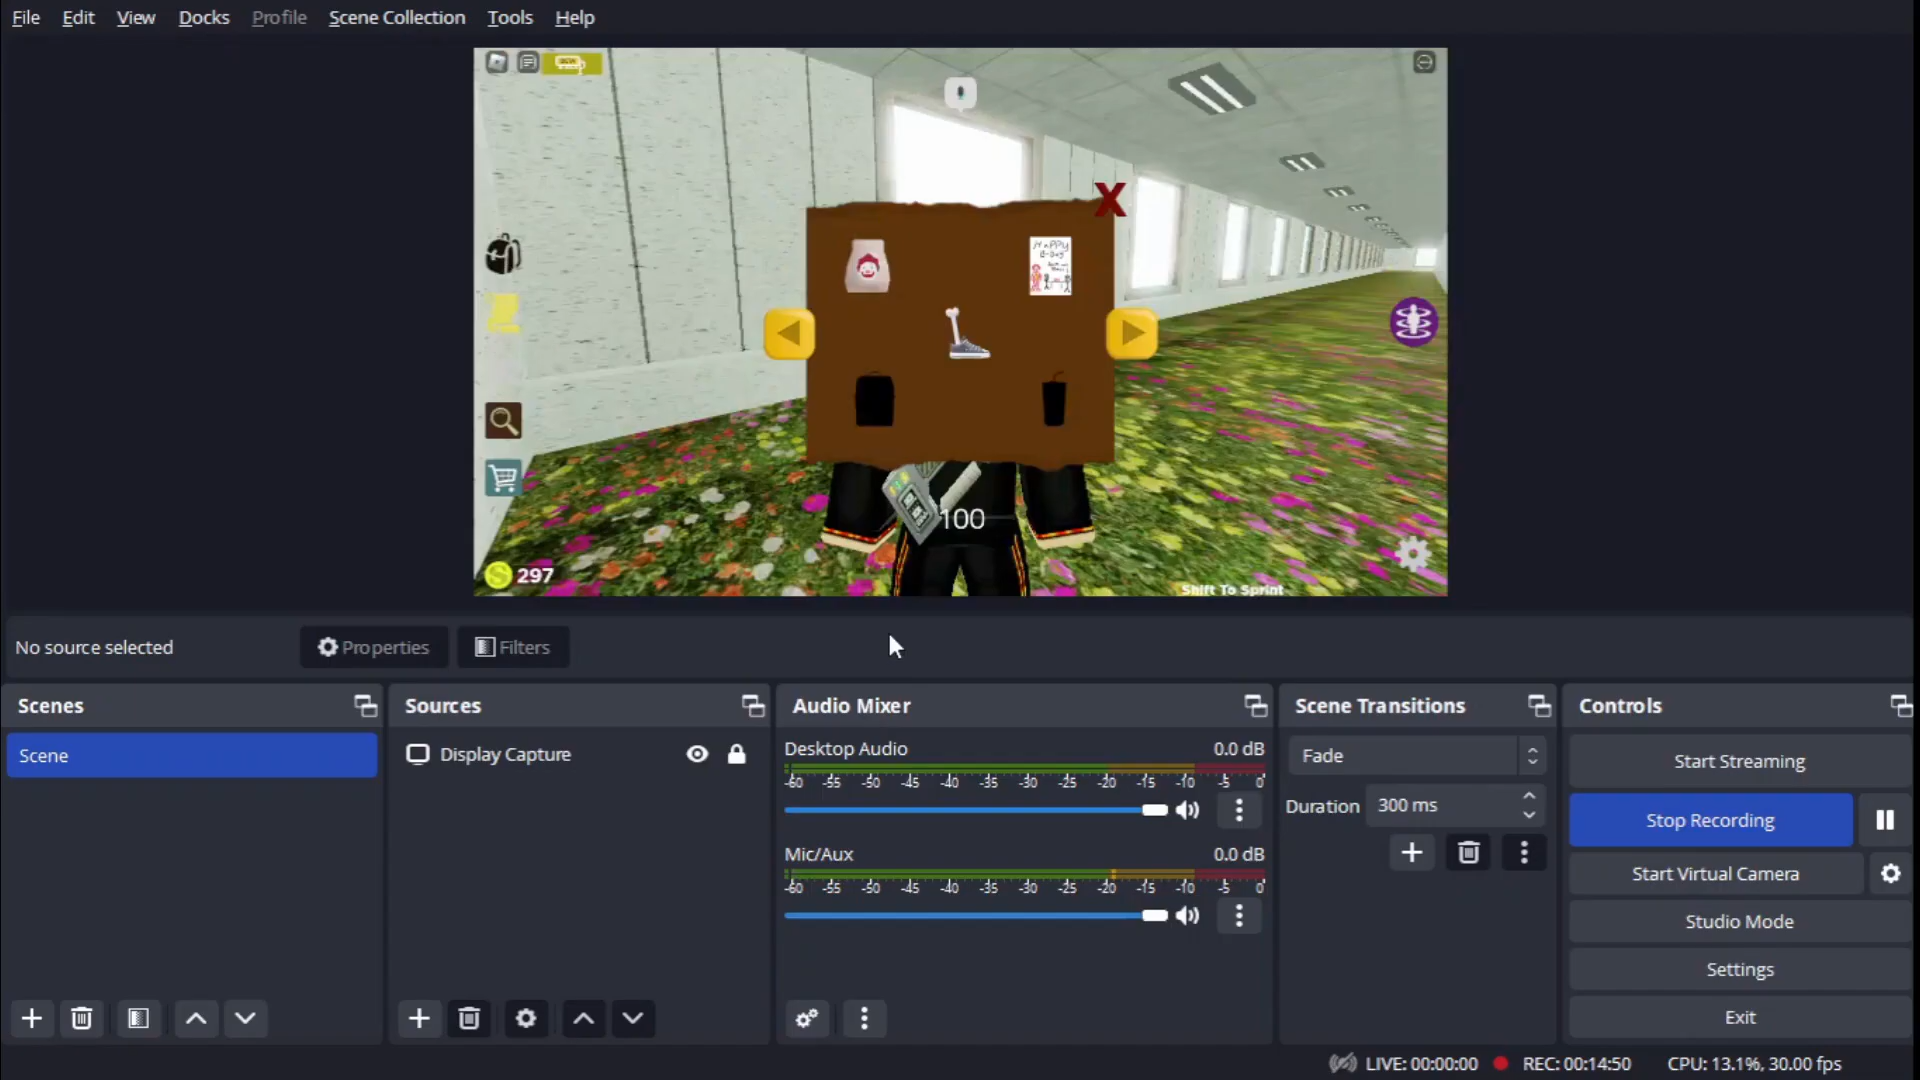 File Edit View Docks Profile Scene Collection Tools Help
X
HAPPY
B-DAY
100
297
Shift To Sprint
No source selected
Properties
Filters
Scenes
Sources
Audio Mixer
Scene Transitions
Controls
Scene
Display Capture
Desktop Audio 0.0 dB
-60 -55 -50 -45 -40 -35 -30 -25 -20 -15 -10 -5 0
Mic/Aux 0.0 dB
-60 -55 -50 -45 -40 -35 -30 -25 -20 -15 -10 -5 0
Fade
Duration 300 ms
Start Streaming
Stop Recording
Start Virtual Camera
Studio Mode
Settings
Exit
LIVE: 00:00:00 REC: 00:14:50 CPU: 13.1%, 30.00 fps